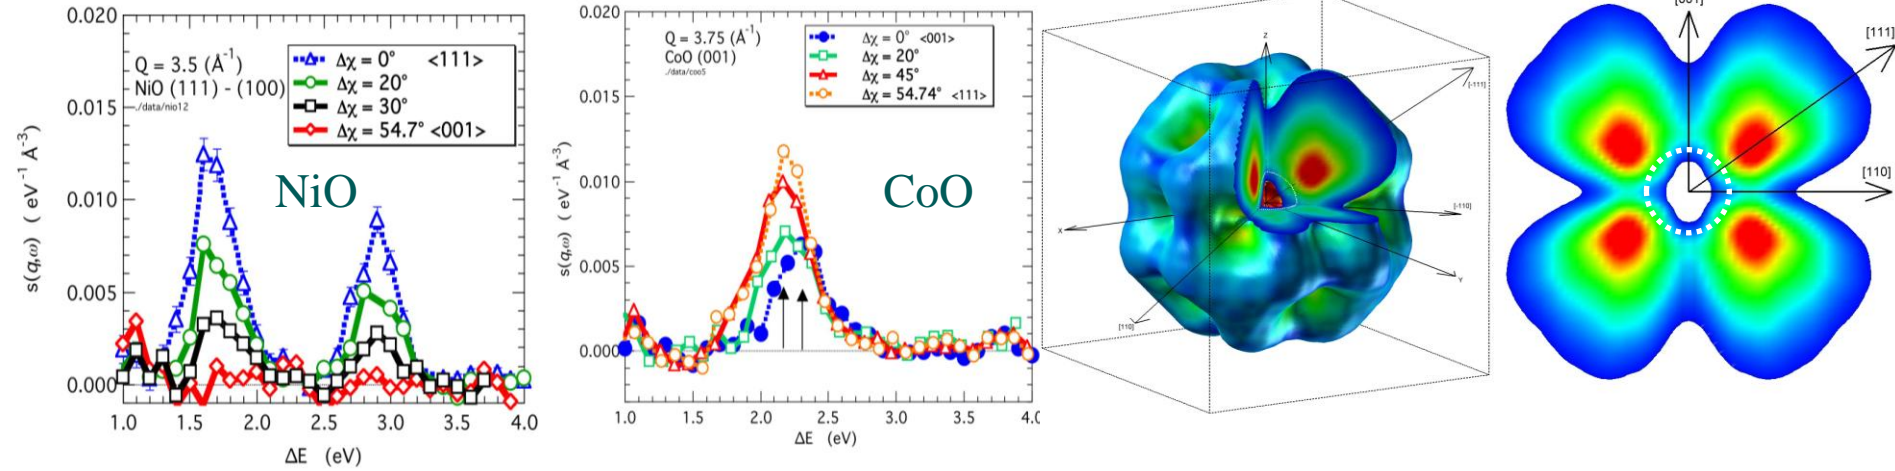 0.020
0.015
0.010
0.005
0.000
s(q,ω) ( eV⁻¹ Å⁻³)
Q = 3.5 (Å⁻¹)
NiO (111) - (100)
./data/nio12
Δχ = 0° <111>
Δχ = 20°
Δχ = 30°
Δχ = 54.7° <001>
NiO
1.0 1.5 2.0 2.5 3.0 3.5 4.0
ΔE (eV)
0.020
0.015
0.010
0.005
0.000
s(q,ω) ( eV⁻¹ Å⁻³)
Q = 3.75 (Å⁻¹)
CoO (001)
./data/coo5
Δχ = 0° <001>
Δχ = 20°
Δχ = 45°
Δχ = 54.74° <111>
CoO
1.0 1.5 2.0 2.5 3.0 3.5 4.0
ΔE (eV)
Z
[-111]
X
[-110]
Y
[110]
[001]
[111]
[110]